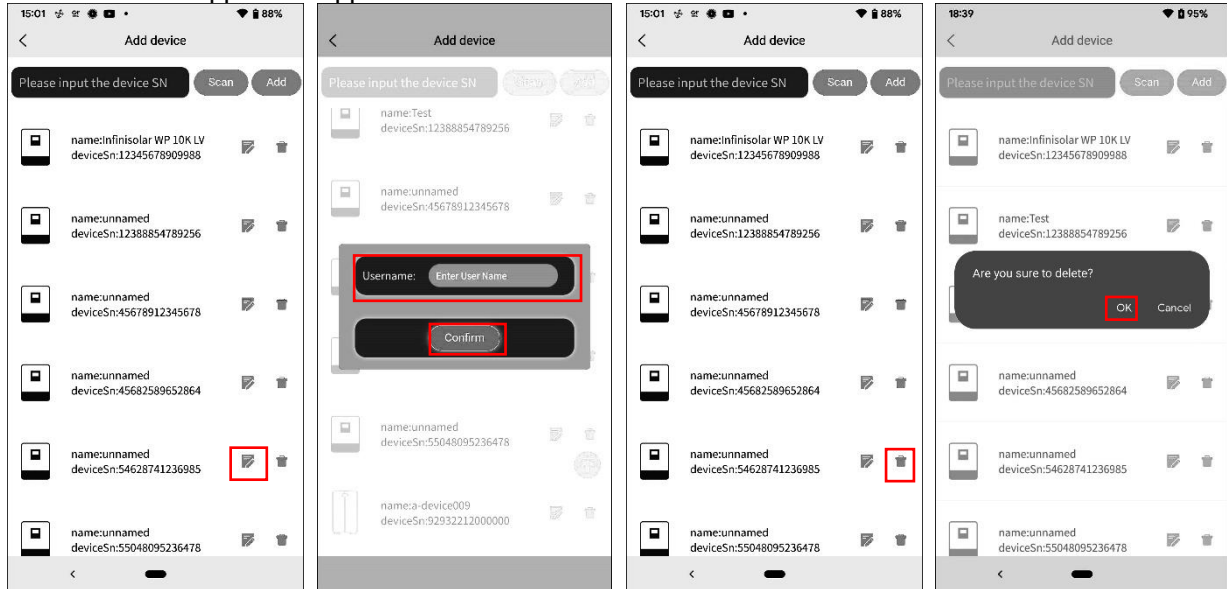 15:01
88%
Add device
Please input the device SN
Scan
Add
name:Infinisolar WP 10K LV
deviceSn:12345678909988
name:unnamed
deviceSn:12388854789256
name:unnamed
deviceSn:45678912345678
name:unnamed
deviceSn:45682589652864
name:unnamed
deviceSn:54628741236985
name:unnamed
deviceSn:55048095236478
Add device
Please input the device SN
name:Test
deviceSn:12388854789256
name:unnamed
deviceSn:45678912345678
Username:
Enter User Name
Confirm
name:unnamed
deviceSn:55048095236478
name:a-device009
deviceSn:92932212000000
15:01
88%
Add device
Please input the device SN
Scan
Add
name:Infinisolar WP 10K LV
deviceSn:12345678909988
name:unnamed
deviceSn:12388854789256
name:unnamed
deviceSn:45678912345678
name:unnamed
deviceSn:45682589652864
name:unnamed
deviceSn:54628741236985
name:unnamed
deviceSn:55048095236478
18:39
95%
Add device
Please input the device SN
Scan
Add
name:Infinisolar WP 10K LV
deviceSn:12345678909988
name:Test
deviceSn:12388854789256
Are you sure to delete?
OK
Cancel
name:unnamed
deviceSn:45682589652864
name:unnamed
deviceSn:54628741236985
name:unnamed
deviceSn:55048095236478